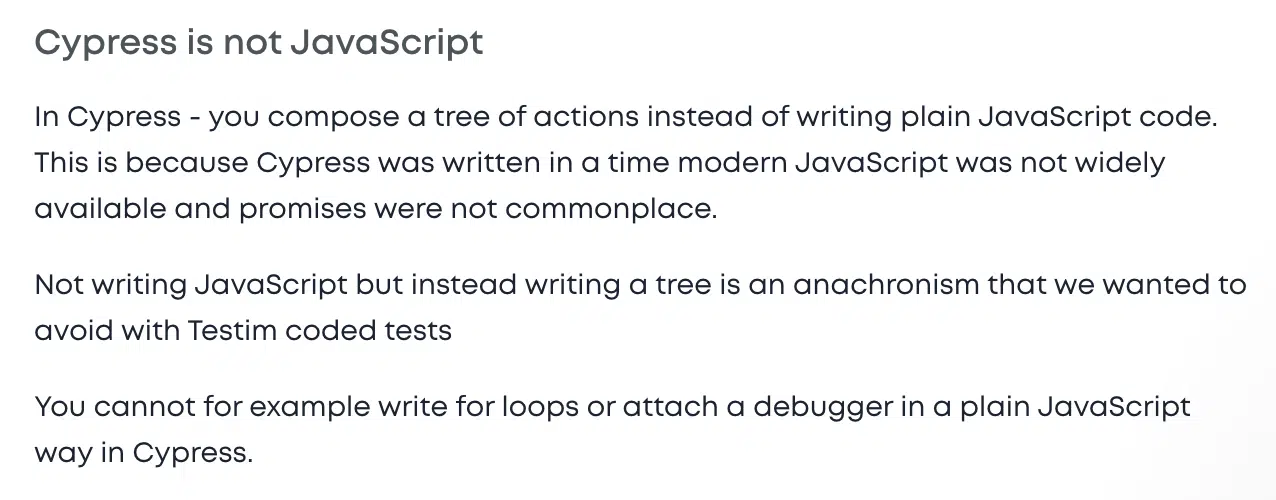 Cypress is not JavaScript
In Cypress - you compose a tree of actions instead of writing plain JavaScript code.
This is because Cypress was written in a time modern JavaScript was not widely
available and promises were not commonplace.
Not writing JavaScript but instead writing a tree is an anachronism that we wanted to
avoid with Testim coded tests
You cannot for example write for loops or attach a debugger in a plain JavaScript
way in Cypress.